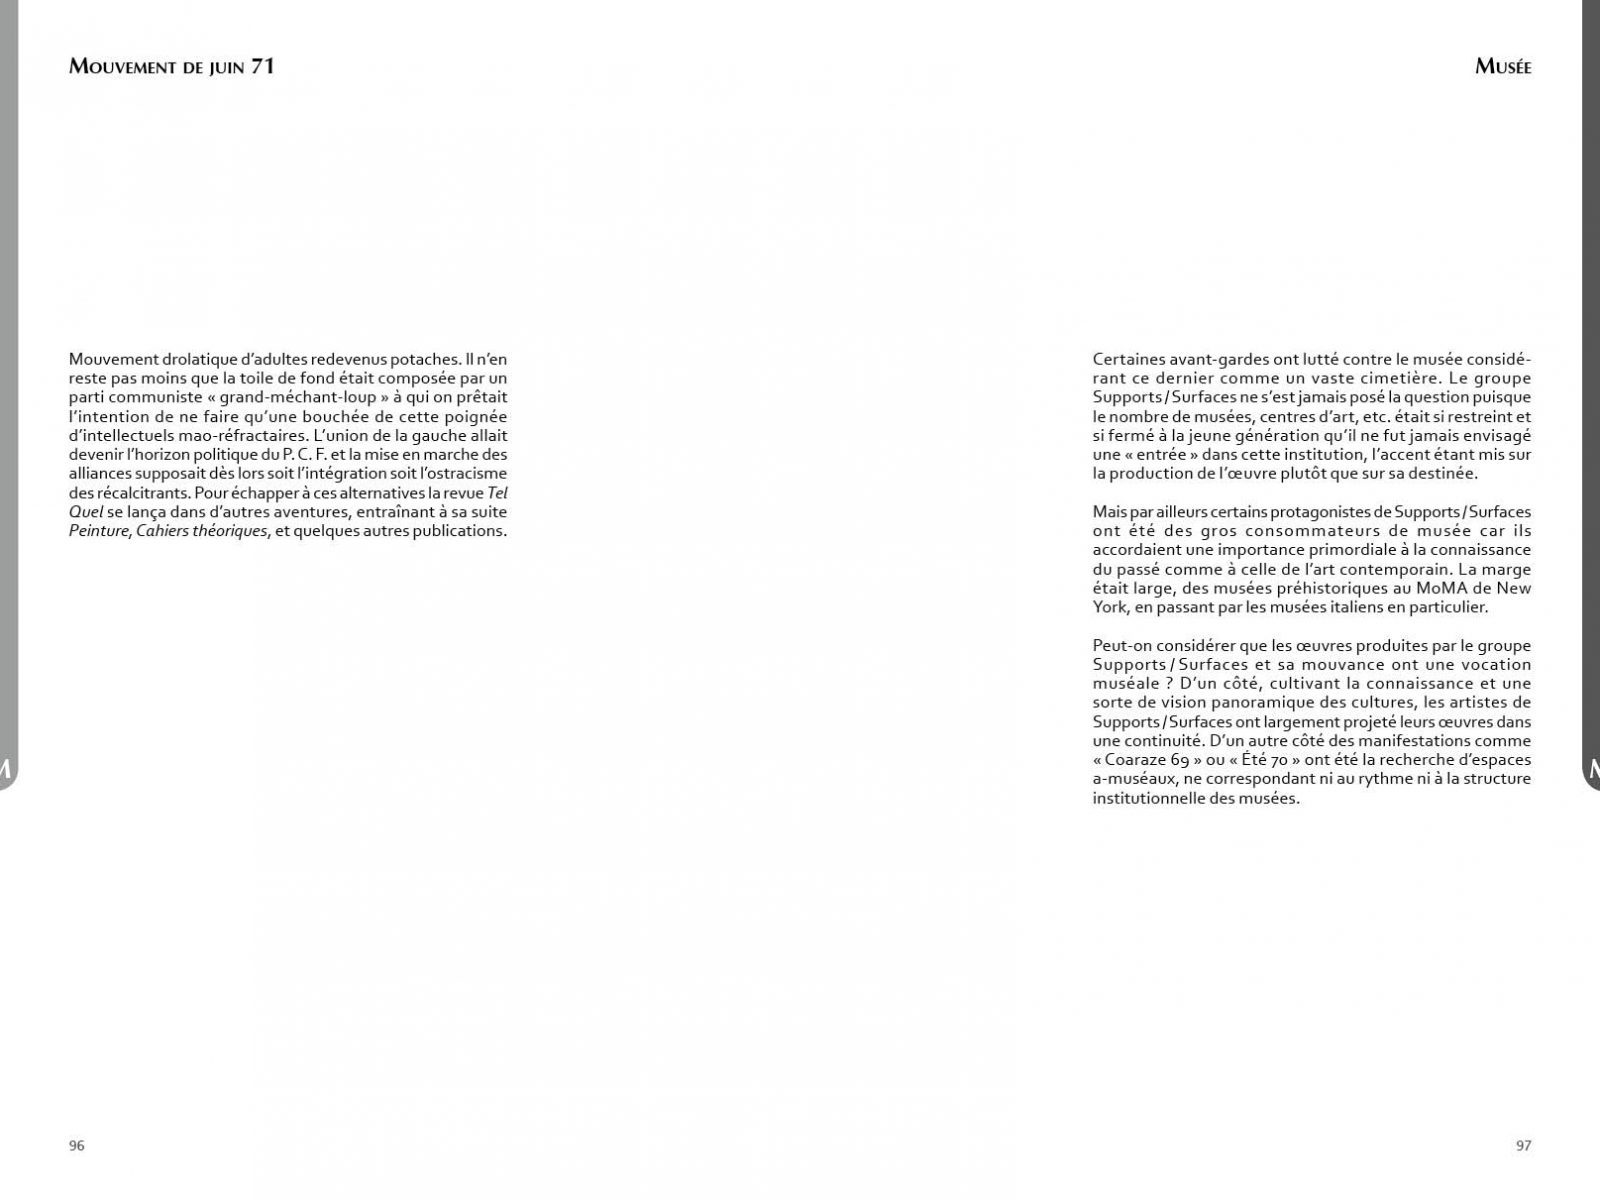 Mouvement de juin 71
Mouvement drolatique d’adultes redevenus potaches. Il n’en
reste pas moins que la toile de fond était composée par un
parti communiste « grand-méchant-loup » à qui on prêtait
l’intention de ne faire qu’une bouchée de cette poignée
d’intellectuels mao-réfractaires. L’union de la gauche allait
devenir l’horizon politique du P. C. F. et la mise en marche des
alliances supposait dès lors soit l’intégration soit l’ostracisme
des récalcitrants. Pour échapper à ces alternatives la revue Tel
Quel se lança dans d’autres aventures, entraînant à sa suite
Peinture, Cahiers théoriques, et quelques autres publications.
M
96
Musée
Certaines avant-gardes ont lutté contre le musée considé-
rant ce dernier comme un vaste cimetière. Le groupe
Supports / Surfaces ne s’est jamais posé la question puisque
le nombre de musées, centres d’art, etc. était si restreint et
si fermé à la jeune génération qu’il ne fut jamais envisagé
une « entrée » dans cette institution, l’accent étant mis sur
la production de l’œuvre plutôt que sur sa destinée.
Mais par ailleurs certains protagonistes de Supports / Surfaces
ont été des gros consommateurs de musée car ils
accordaient une importance primordiale à la connaissance
du passé comme à celle de l’art contemporain. La marge
était large, des musées préhistoriques au MoMA de New
York, en passant par les musées italiens en particulier.
Peut-on considérer que les œuvres produites par le groupe
Supports / Surfaces et sa mouvance ont une vocation
muséale ? D’un côté, cultivant la connaissance et une
sorte de vision panoramique des cultures, les artistes de
Supports / Surfaces ont largement projeté leurs œuvres dans
une continuité. D’un autre côté des manifestations comme
« Coaraze 69 » ou « Été 70 » ont été la recherche d’espaces
a-muséaux, ne correspondant ni au rythme ni à la structure
institutionnelle des musées.
M
97